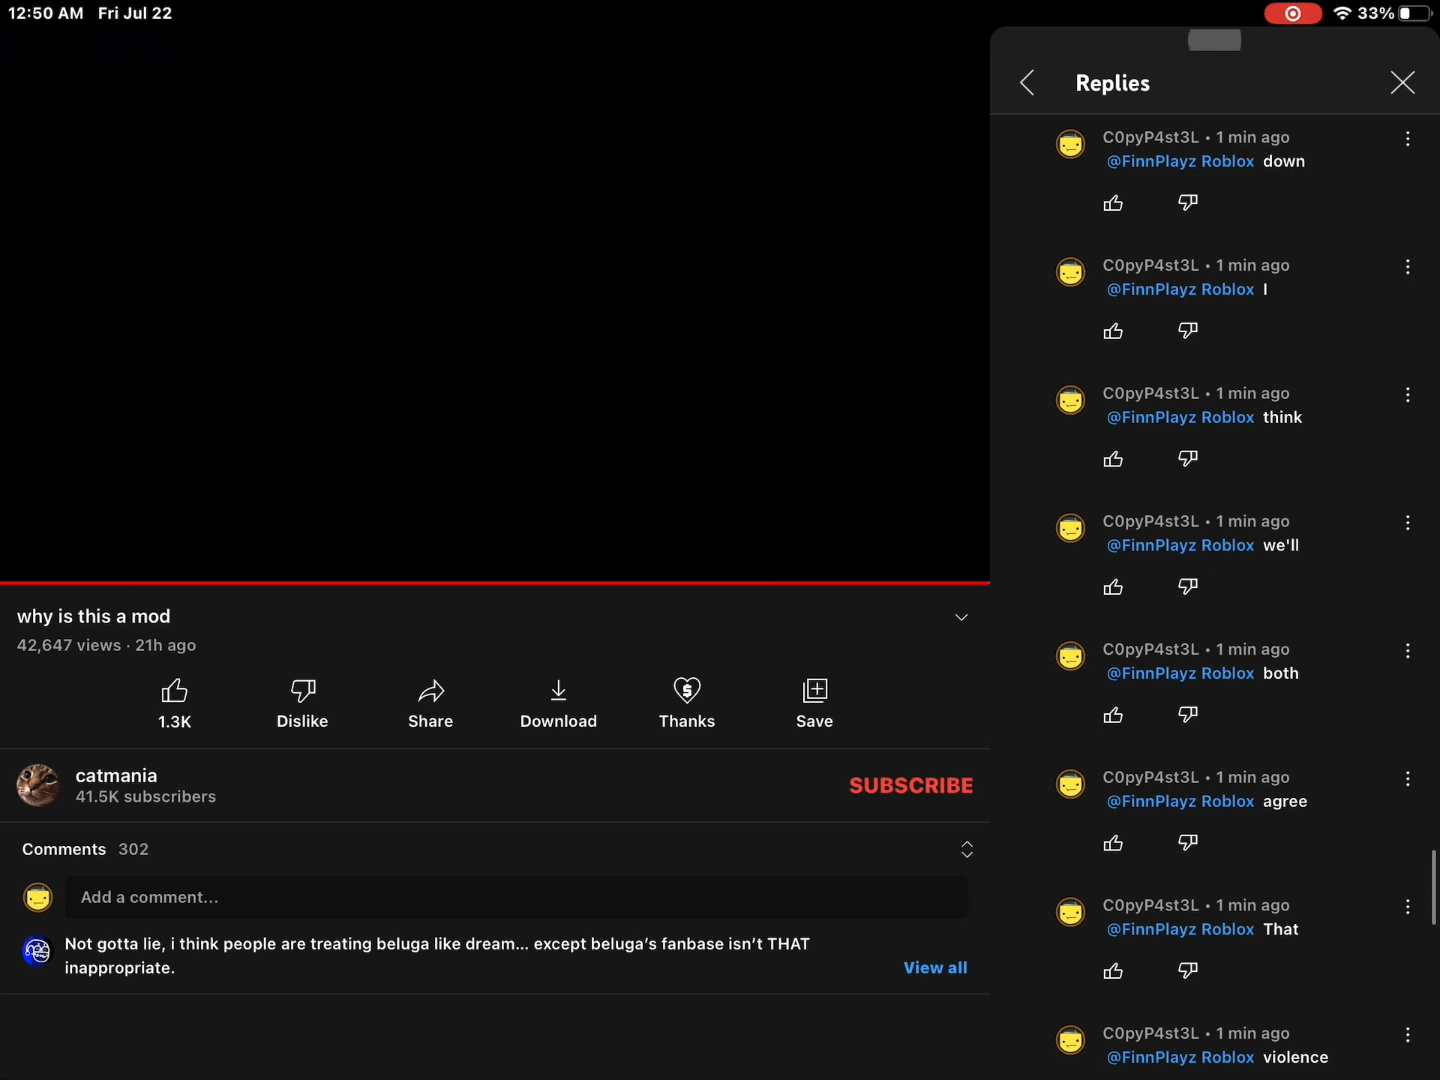 12:50 AM Fri Jul 22
33%
why is this a mod
42,647 views · 21h ago
1.3K
Dislike
Share
Download
Thanks
Save
catmania
41.5K subscribers
SUBSCRIBE
Comments 302
Add a comment...
Not gotta lie, i think people are treating beluga like dream... except beluga's fanbase isn't THAT
inappropriate.
View all
Replies
C0pyP4st3L • 1 min ago
@FinnPlayz Roblox down
C0pyP4st3L • 1 min ago
@FinnPlayz Roblox I
C0pyP4st3L • 1 min ago
@FinnPlayz Roblox think
C0pyP4st3L • 1 min ago
@FinnPlayz Roblox we'll
C0pyP4st3L • 1 min ago
@FinnPlayz Roblox both
C0pyP4st3L • 1 min ago
@FinnPlayz Roblox agree
C0pyP4st3L • 1 min ago
@FinnPlayz Roblox That
C0pyP4st3L • 1 min ago
@FinnPlayz Roblox violence